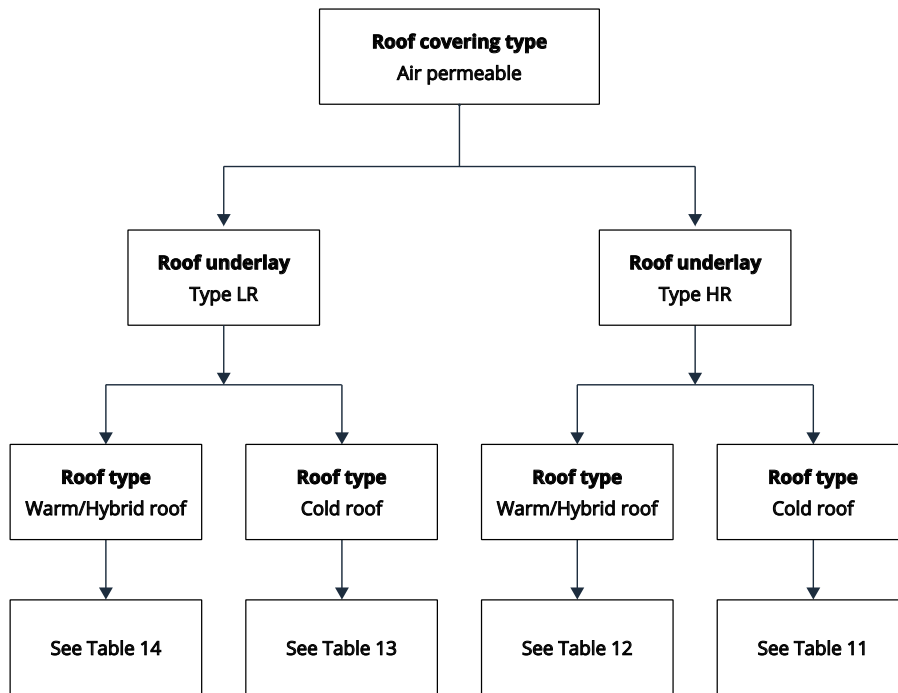 Roof covering type
Air permeable
Roof underlay
Type LR
Roof underlay
Type HR
Roof type
Warm/Hybrid roof
Roof type
Cold roof
Roof type
Warm/Hybrid roof
Roof type
Cold roof
See Table 14
See Table 13
See Table 12
See Table 11